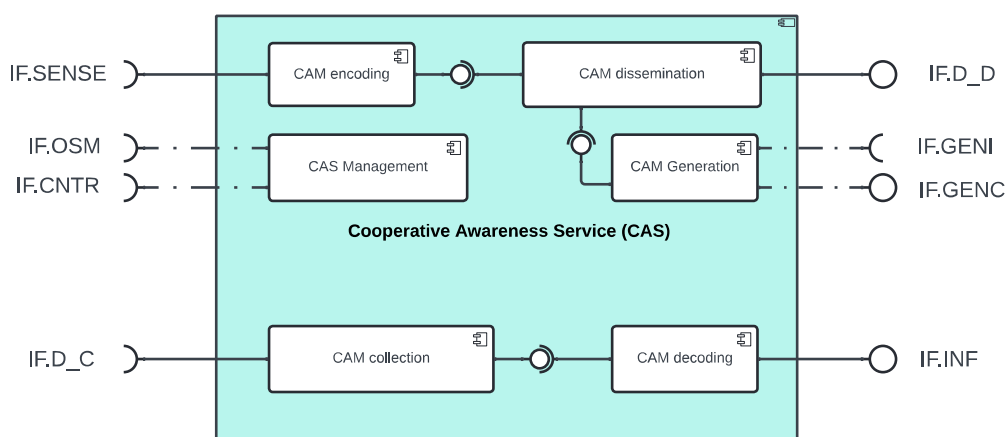 IF.SENSE
CAM encoding
CAM dissemination
IF.D_D
IF.OSM
IF.CNTR
CAS Management
CAM Generation
IF.GENI
IF.GENC
Cooperative Awareness Service (CAS)
IF.D_C
CAM collection
CAM decoding
IF.INF